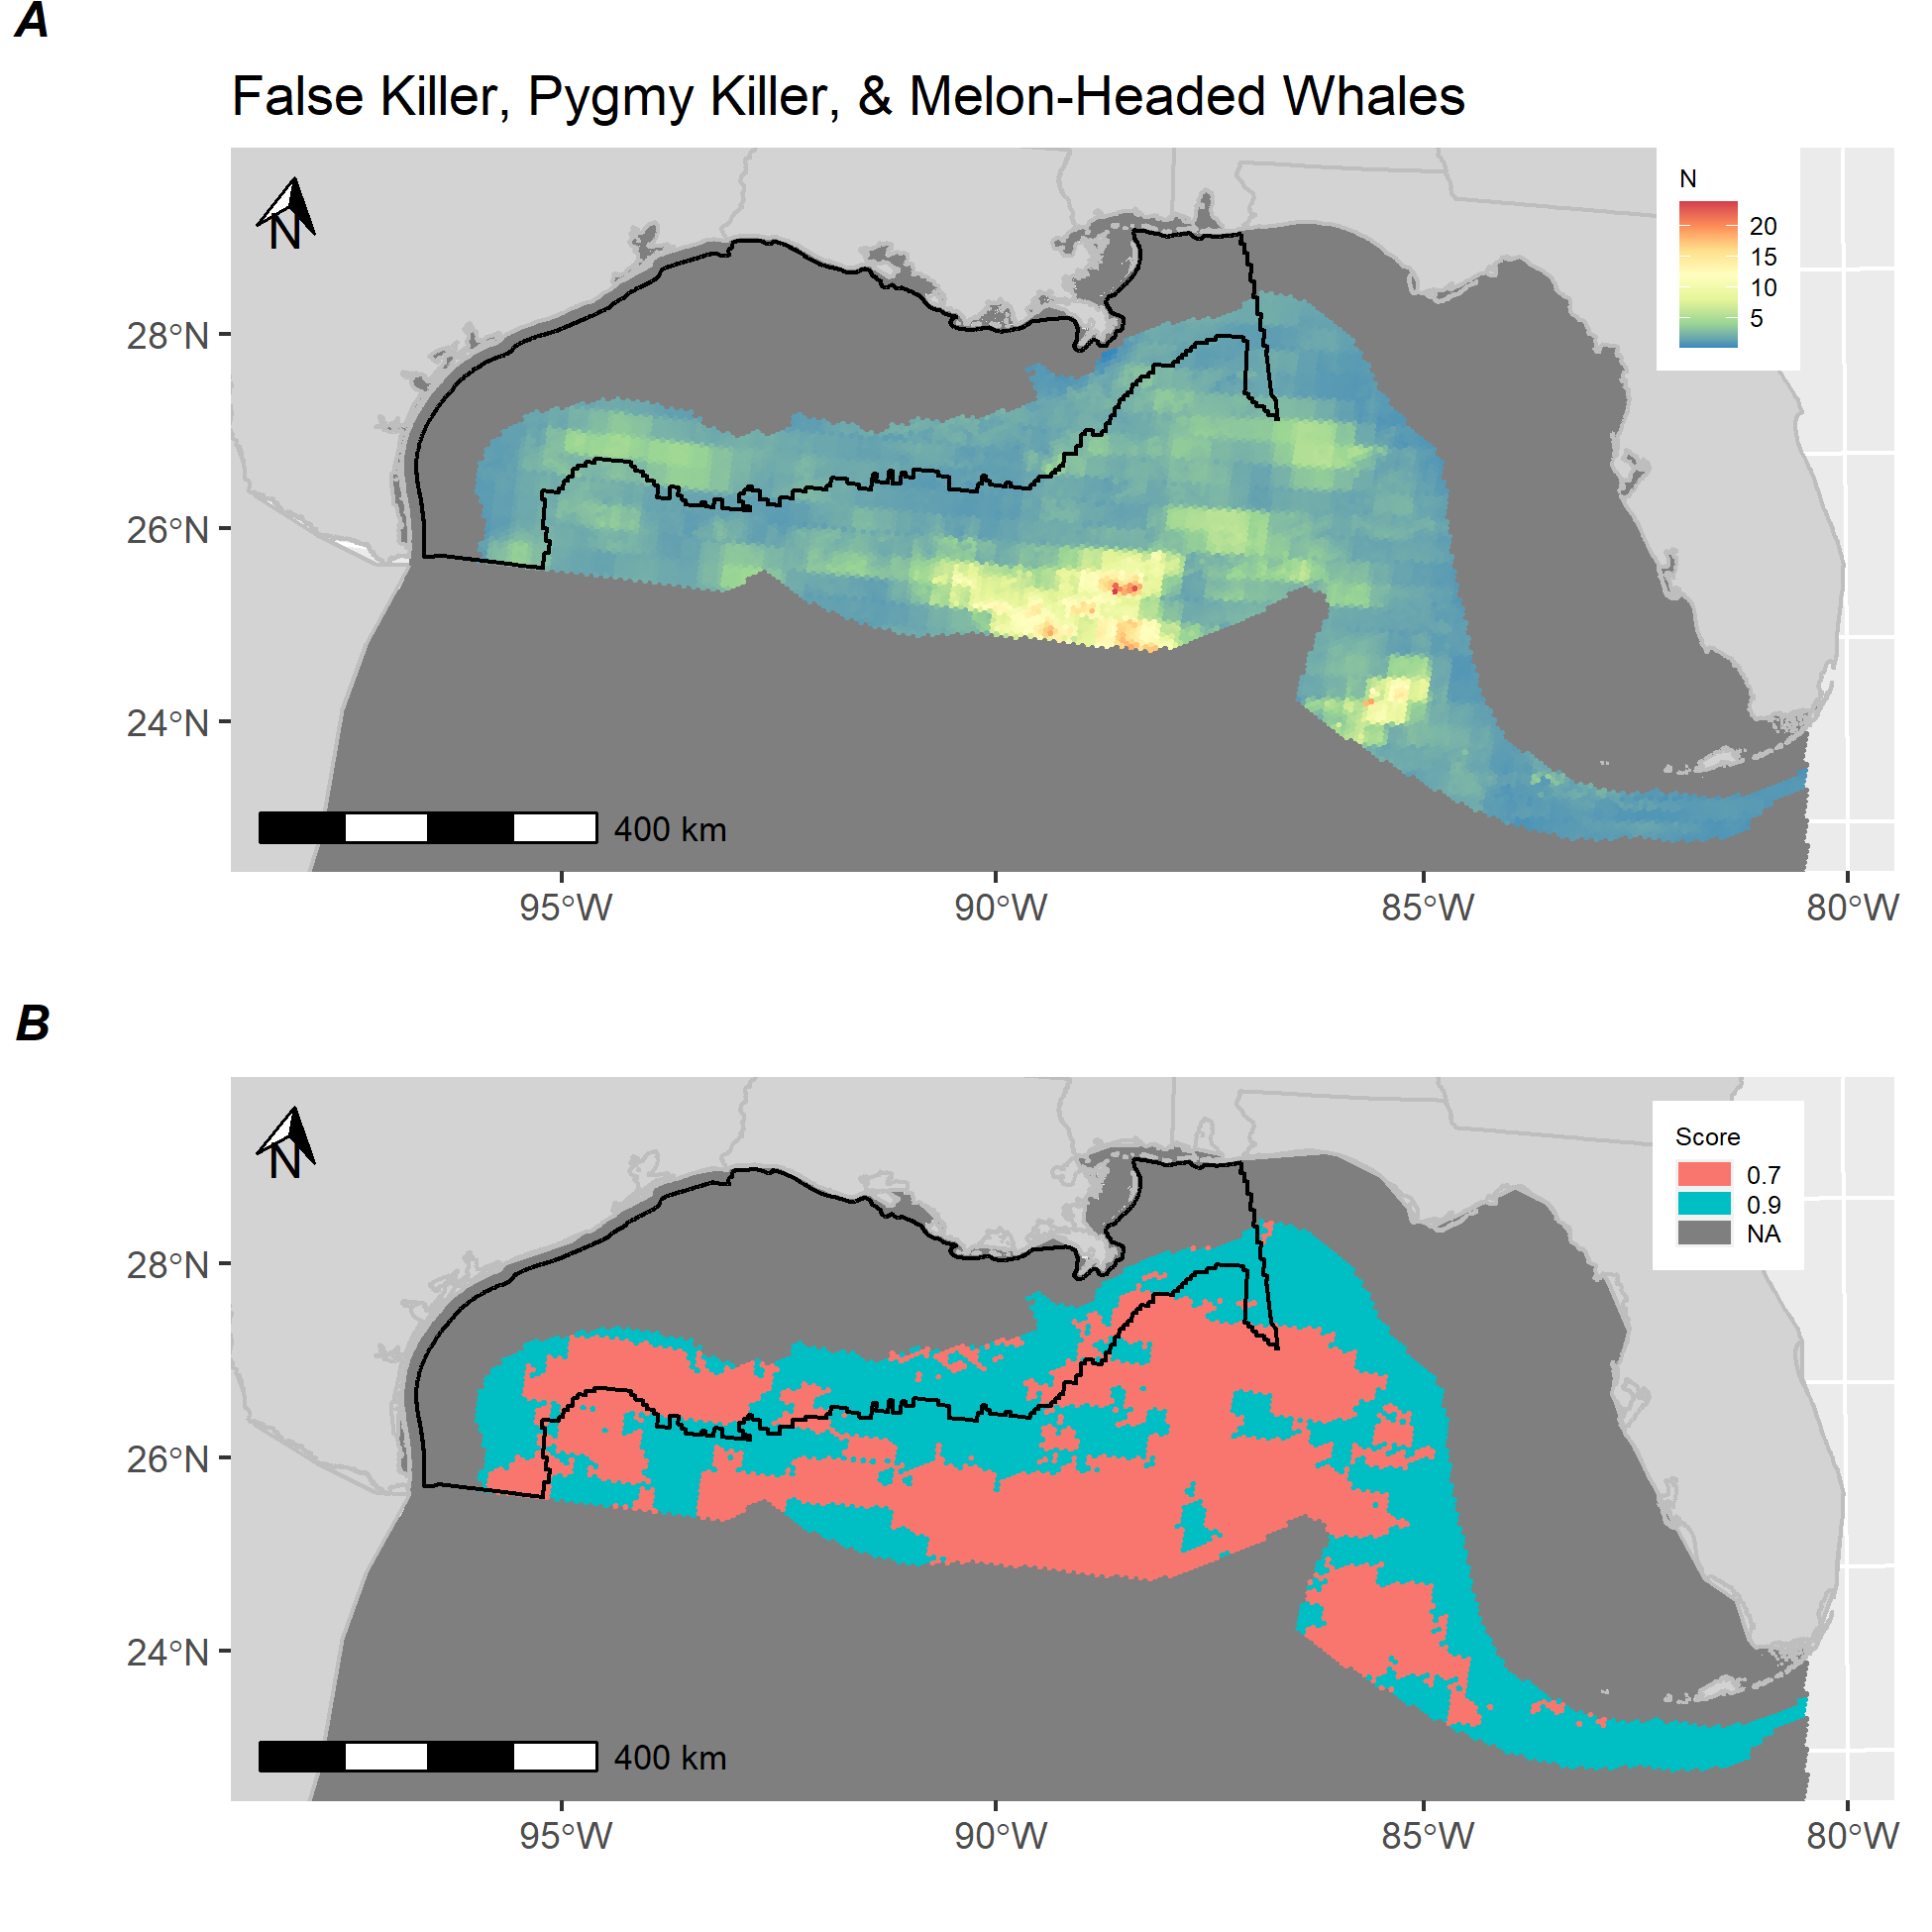 A
False Killer, Pygmy Killer, & Melon-Headed Whales
N
N
20
15
10
5
28°N
26°N
24°N
400 km
95°W
90°W
85°W
80°W
B
N
Score
0.7
0.9
NA
28°N
26°N
24°N
400 km
95°W
90°W
85°W
80°W